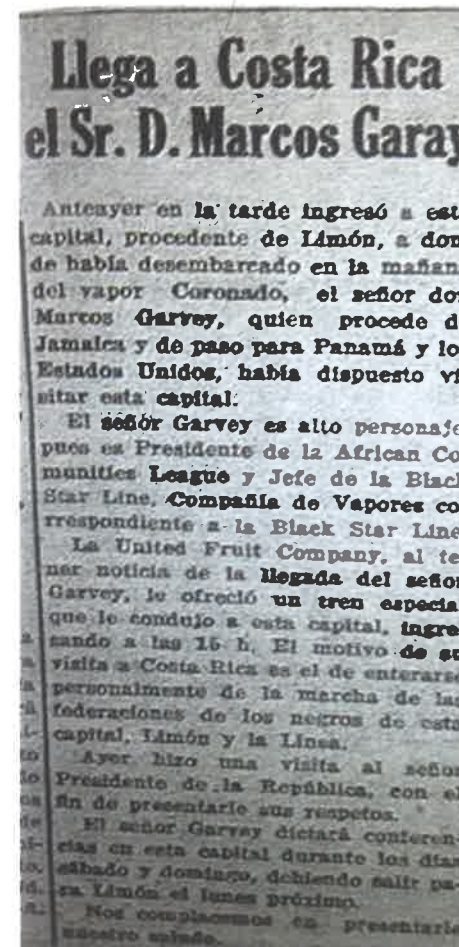 Llega a Costa Rica
el Sr. D. Marcos Garay
Anteayer en la tarde ingresó a est
capital, procedente de Limón, a don
de había desembarcado en la mañan
del vapor Coronado, el señor do
Marcos Garvey, quien procede d
Jamaica y de paso para Panamá y lo
Estados Unidos, había dispuesto vi
sitar esta capital.
El señor Garvey es alto personaje
pues es Presidente de la African Co
munities League y Jefe de la Black
Star Line, Compañía de Vapores co
rrespondiente a la Black Star Line
La United Fruit Company, al te
ner noticia de la llegada del señor
Garvey, le ofreció un tren especia
que le condujo a esta capital, ingre
sando a las 16 h. El motivo de su
visita a Costa Rica es el de enterarse
personalmente de la marcha de las
federaciones de los negros de esta
capital, Limón y la Línea.
Ayer hizo una visita al señor
Presidente de la República, con el
fin de presentarle sus respetos.
El señor Garvey dictará conferen-
cias en esta capital durante los días
sábado y domingo, debiendo salir pa-
ra Limón el lunes próximo.
Nos complacemos en presentarle
nuestro saludo.